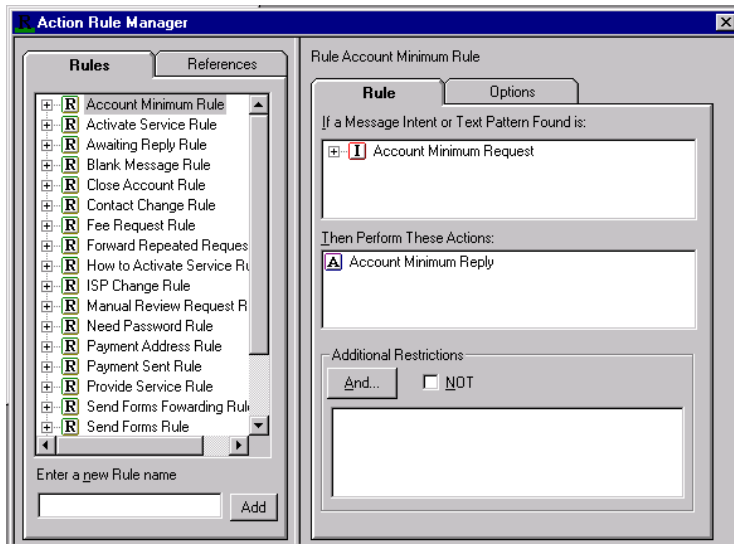 Action Rule Manager
Rules
References
Account Minimum Rule
Activate Service Rule
Awaiting Reply Rule
Blank Message Rule
Close Account Rule
Contact Change Rule
Fee Request Rule
Forward Repeated Reques
How to Activate Service Ru
ISP Change Rule
Manual Review Request R
Need Password Rule
Payment Address Rule
Payment Sent Rule
Provide Service Rule
Send Forms Fowarding Rule
Send Forms Rule
Enter a new Rule name
Add
Rule Account Minimum Rule
Rule
Options
If a Message Intent or Text Pattern Found is:
I Account Minimum Request
Then Perform These Actions:
A Account Minimum Reply
Additional Restrictions
And...
NOT